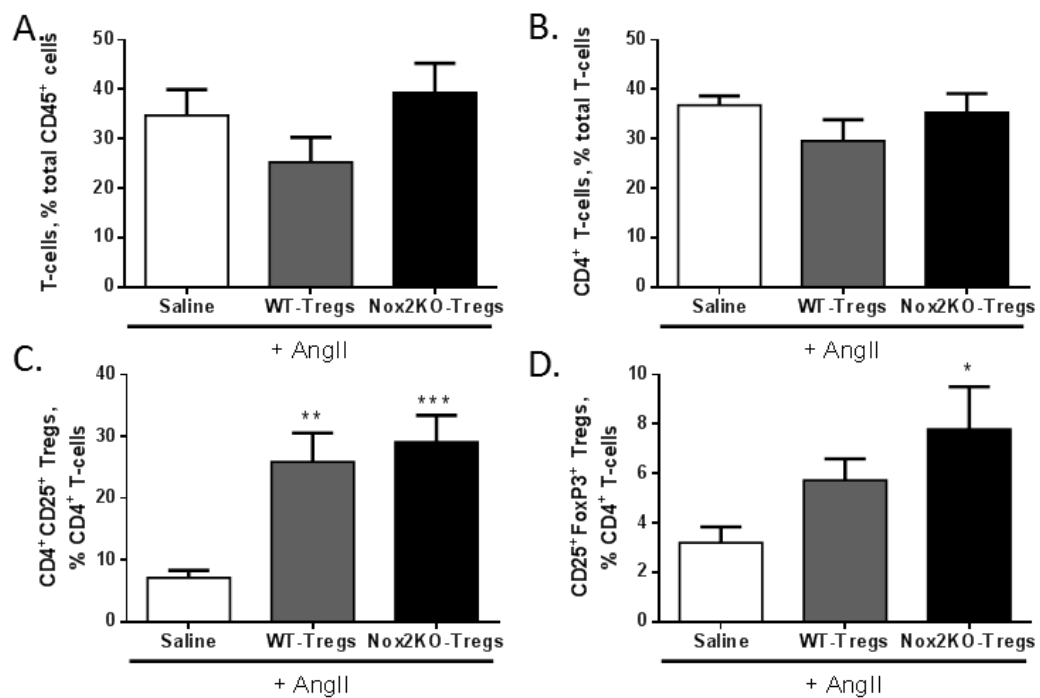 A.
T-cells, % total CD45⁺ cells
50
40
30
20
10
0
Saline
WT-Tregs
Nox2KO-Tregs
+ AngII
B.
CD4⁺ T-cells, % total T-cells
50
40
30
20
10
0
Saline
WT-Tregs
Nox2KO-Tregs
+ AngII
C.
CD4⁺CD25⁺ Tregs,
% CD4⁺ T-cells
40
30
20
10
0
**
***
Saline
WT-Tregs
Nox2KO-Tregs
+ AngII
D.
CD25⁺FoxP3⁺ Tregs,
% CD4⁺ T-cells
10
8
6
4
2
0
*
Saline
WT-Tregs
Nox2KO-Tregs
+ AngII